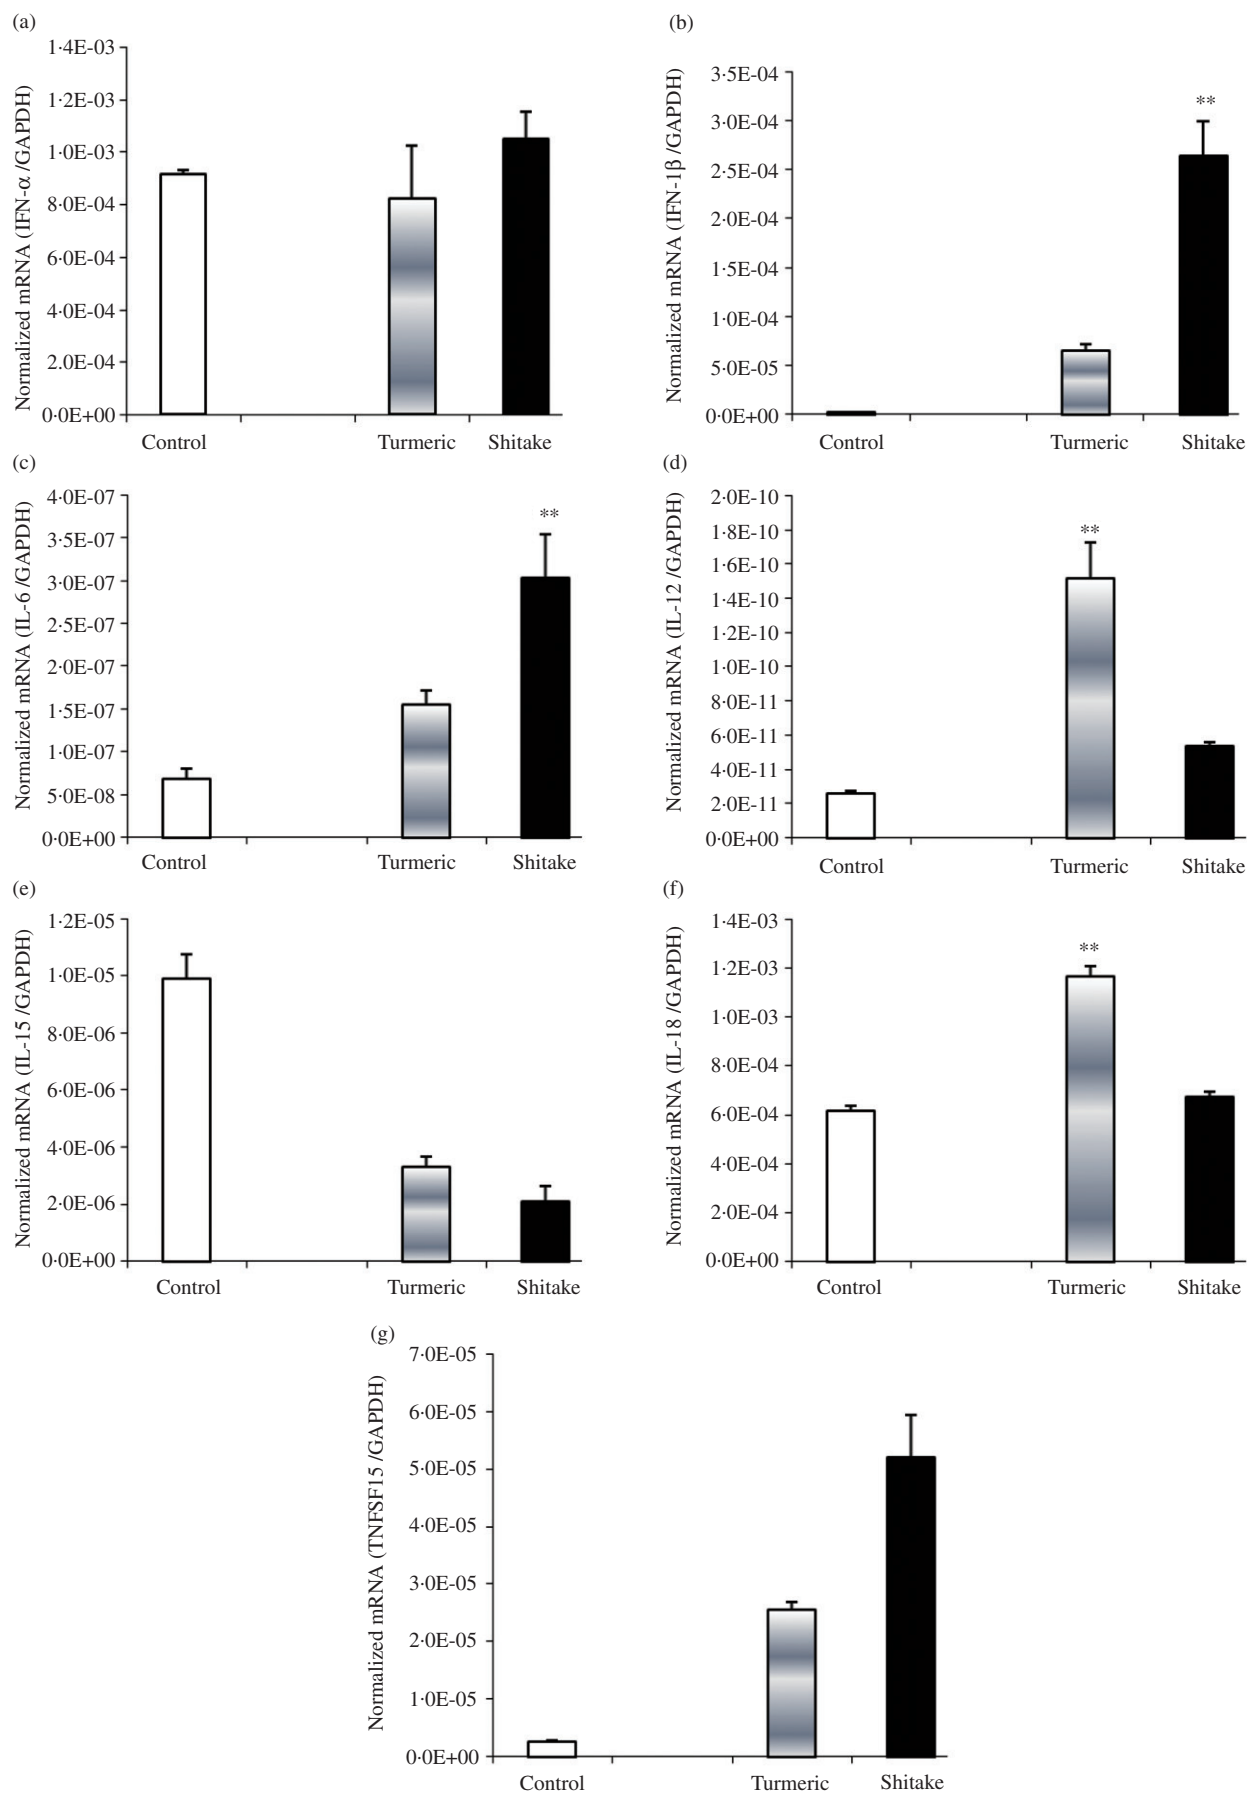 (a)
Normalized mRNA (IFN-α /GAPDH)
1·4E-03
1·2E-03
1·0E-03
8·0E-04
6·0E-04
4·0E-04
2·0E-04
0·0E+00
Control Turmeric Shitake
(b)
Normalized mRNA (IFN-1β /GAPDH)
3·5E-04
3·0E-04
2·5E-04
2·0E-04
1·5E-04
1·0E-04
5·0E-05
0·0E+00
**
Control Turmeric Shitake
(c)
Normalized mRNA (IL-6 /GAPDH)
4·0E-07
3·5E-07
3·0E-07
2·5E-07
2·0E-07
1·5E-07
1·0E-07
5·0E-08
0·0E+00
**
Control Turmeric Shitake
(d)
Normalized mRNA (IL-12 /GAPDH)
2·0E-10
1·8E-10
1·6E-10
1·4E-10
1·2E-10
1·0E-10
8·0E-11
6·0E-11
4·0E-11
2·0E-11
0·0E+00
**
Control Turmeric Shitake
(e)
Normalized mRNA (IL-15 /GAPDH)
1·2E-05
1·0E-05
8·0E-06
6·0E-06
4·0E-06
2·0E-06
0·0E+00
Control Turmeric Shitake
(f)
Normalized mRNA (IL-18 /GAPDH)
1·4E-03
1·2E-03
1·0E-03
8·0E-04
6·0E-04
4·0E-04
2·0E-04
0·0E+00
**
Control Turmeric Shitake
(g)
Normalized mRNA (TNFSF15 /GAPDH)
7·0E-05
6·0E-05
5·0E-05
4·0E-05
3·0E-05
2·0E-05
1·0E-05
0·0E+00
Control Turmeric Shitake